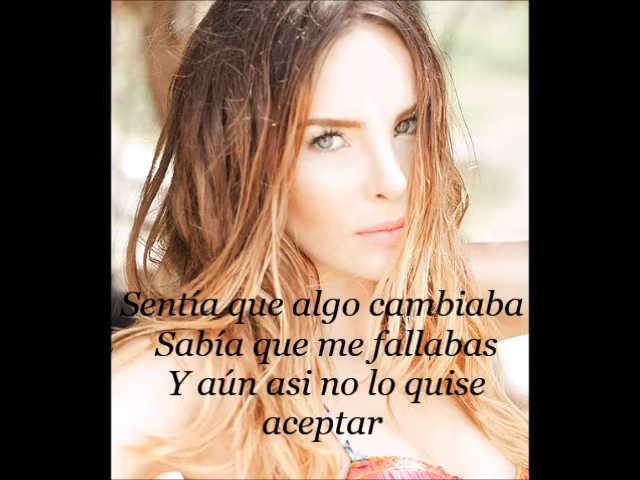 Sentía que algo cambiaba
Sabía que me fallabas
Y aún asi no lo quise
aceptar